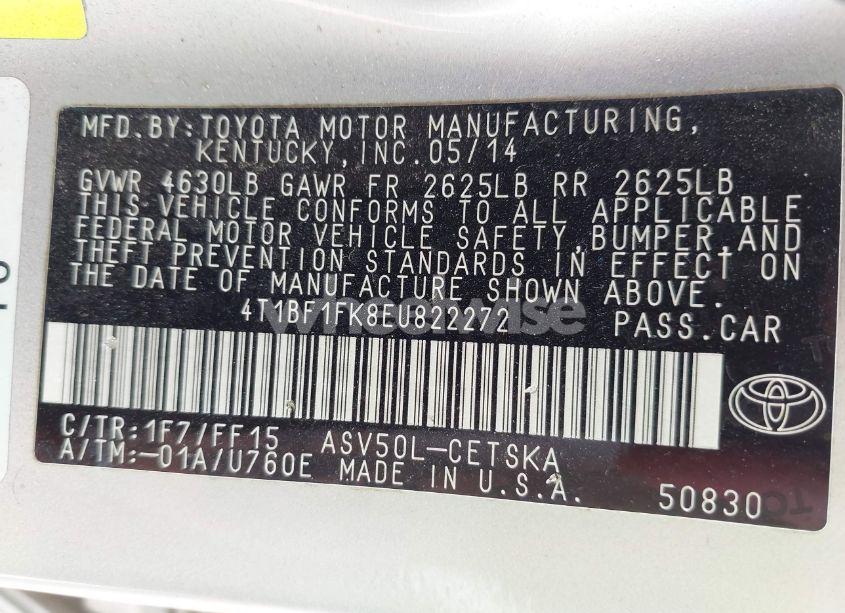 MFD.BY:TOYOTA MOTOR MANUFACTURING,
KENTUCKY,INC.05/14
GVWR 4630LB GAWR FR 2625LB RR 2625LB
THIS VEHICLE CONFORMS TO ALL APPLICABLE
FEDERAL MOTOR VEHICLE SAFETY,BUMPER,AND
THEFT PREVENTION STANDARDS IN EFFECT ON
THE DATE OF MANUFACTURE SHOWN ABOVE.
4T1BF1FK8EU822272 PASS.CAR
wheelwise
C/TR:1F7/FF15 ASV50L-CETSKA
A/TM:-01A/U760E MADE IN U.S.A.
50830